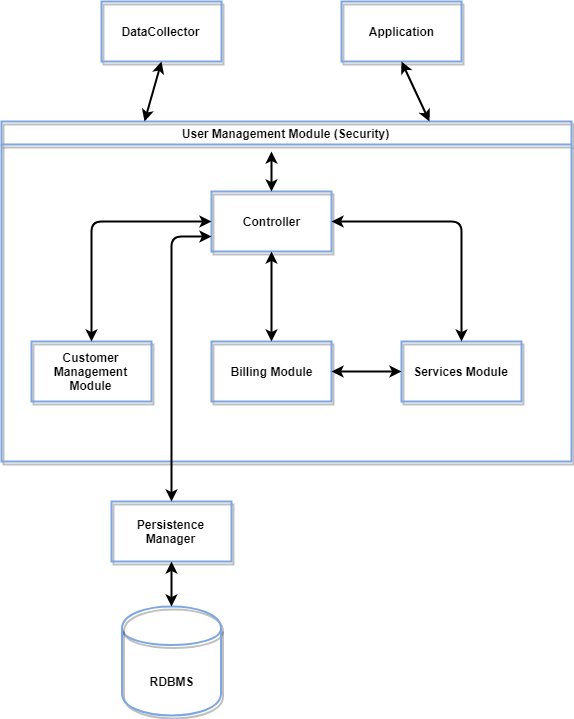 DataCollector
Application
User Management Module (Security)
Controller
Customer
Management
Module
Billing Module
Services Module
Persistence
Manager
RDBMS